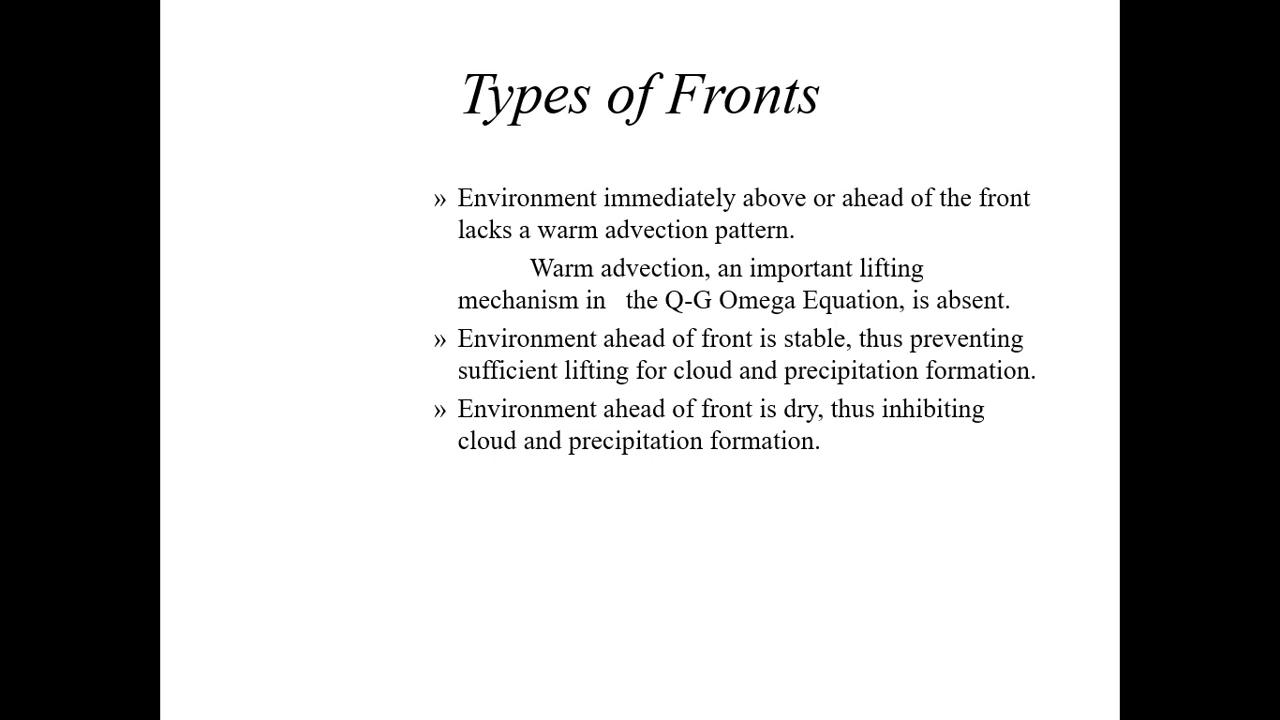 Types of Fronts
» Environment immediately above or ahead of the front
lacks a warm advection pattern.
Warm advection, an important lifting
mechanism in the Q-G Omega Equation, is absent.
» Environment ahead of front is stable, thus preventing
sufficient lifting for cloud and precipitation formation.
» Environment ahead of front is dry, thus inhibiting
cloud and precipitation formation.